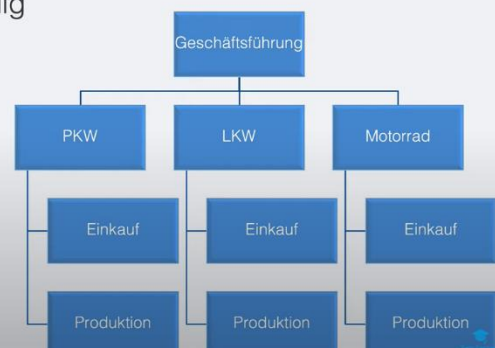 Geschäftsführung
PKW
LKW
Motorrad
Einkauf
Einkauf
Einkauf
Produktion
Produktion
Produktion